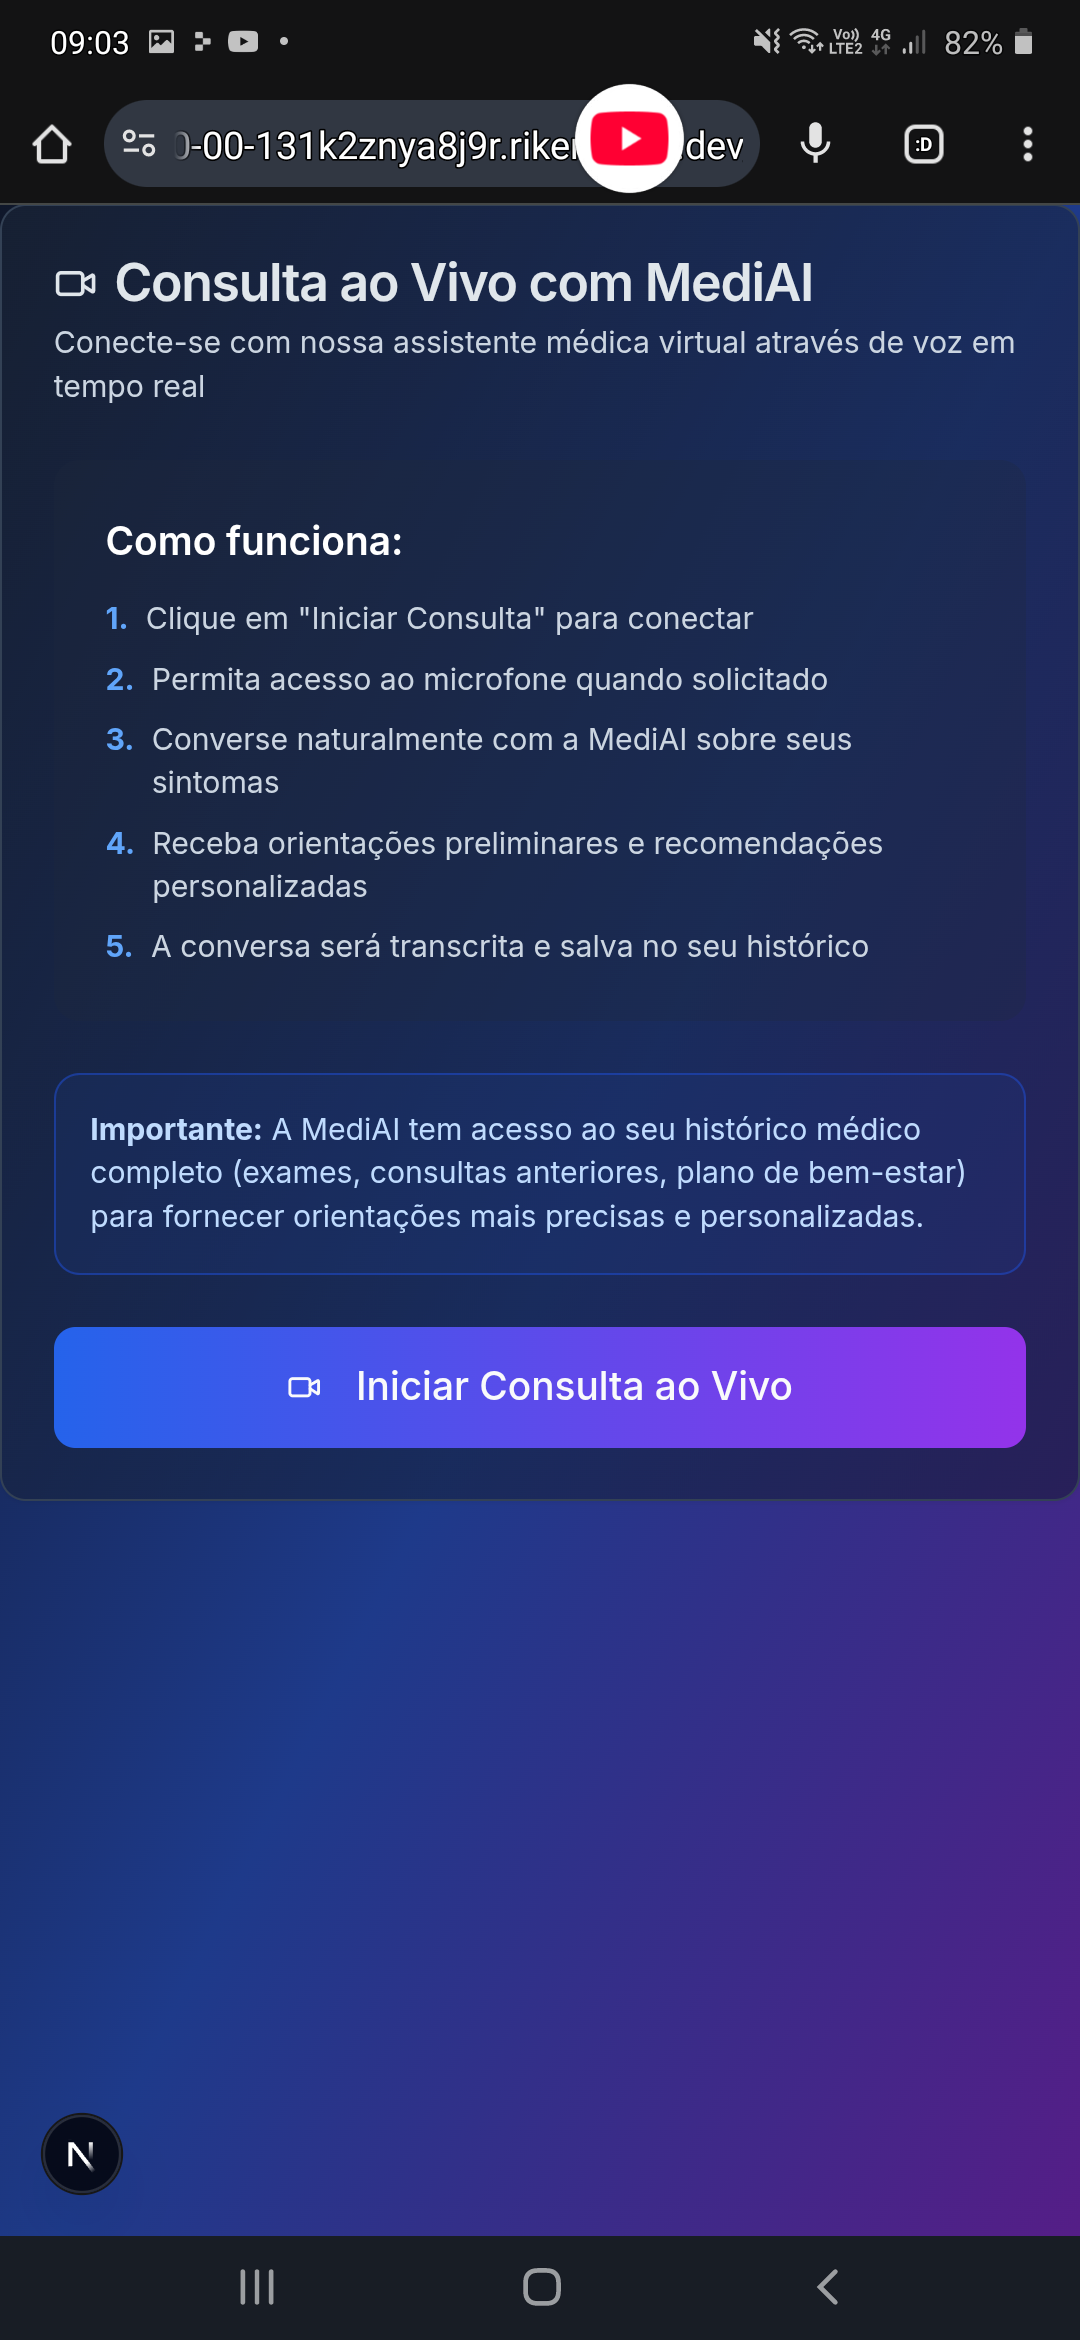 09:03
Vo)) LTE2 4G 82%
0-00-131k2znya8j9r.riker .dev
:D
Consulta ao Vivo com MediAI
Conecte-se com nossa assistente médica virtual através de voz em
tempo real
Como funciona:
1. Clique em "Iniciar Consulta" para conectar
2. Permita acesso ao microfone quando solicitado
3. Converse naturalmente com a MediAI sobre seus
sintomas
4. Receba orientações preliminares e recomendações
personalizadas
5. A conversa será transcrita e salva no seu histórico
Importante: A MediAI tem acesso ao seu histórico médico
completo (exames, consultas anteriores, plano de bem-estar)
para fornecer orientações mais precisas e personalizadas.
Iniciar Consulta ao Vivo
N